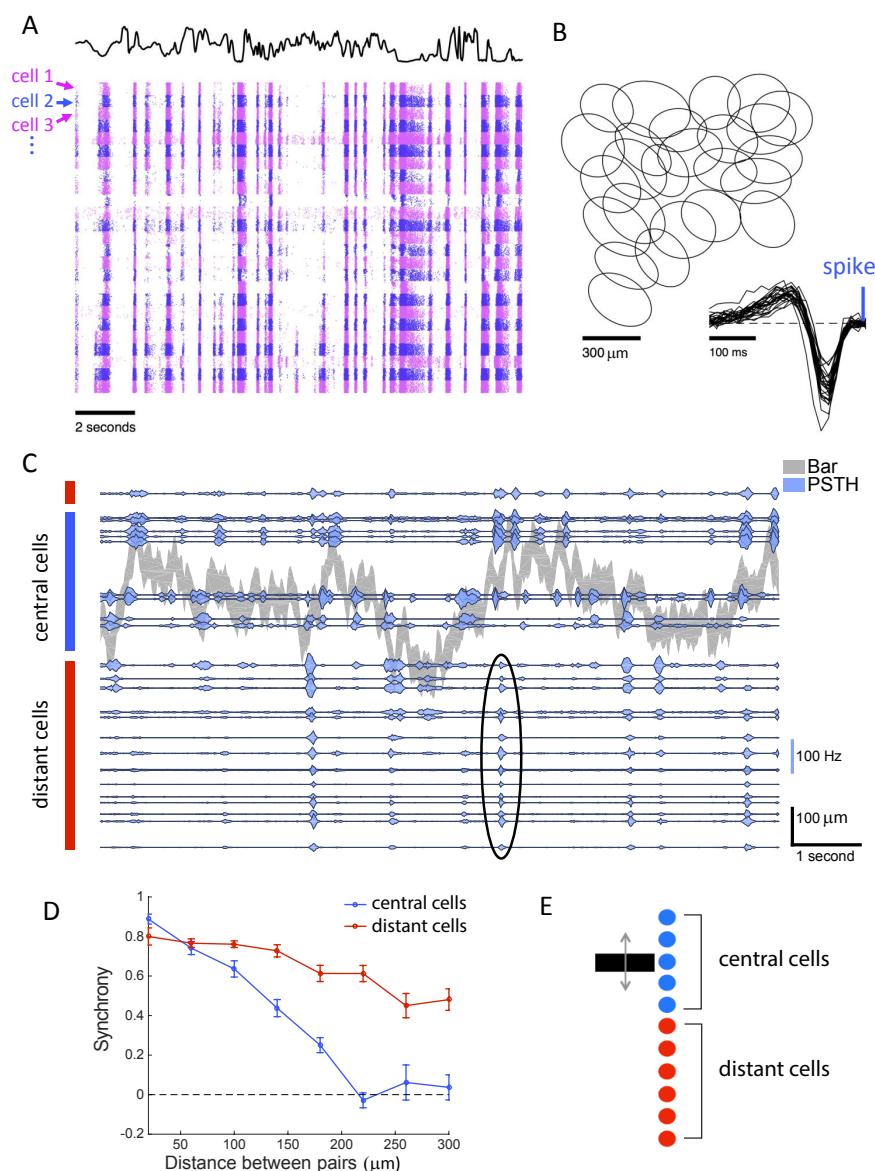 A
cell 1
cell 2
cell 3
2 seconds
B
spike
300 μm
100 ms
C
Bar
PSTH
central cells
distant cells
100 Hz
100 μm
1 second
D
central cells
distant cells
Synchrony
1
0.8
0.6
0.4
0.2
0
-0.2
50 100 150 200 250 300
Distance between pairs (μm)
E
central cells
distant cells